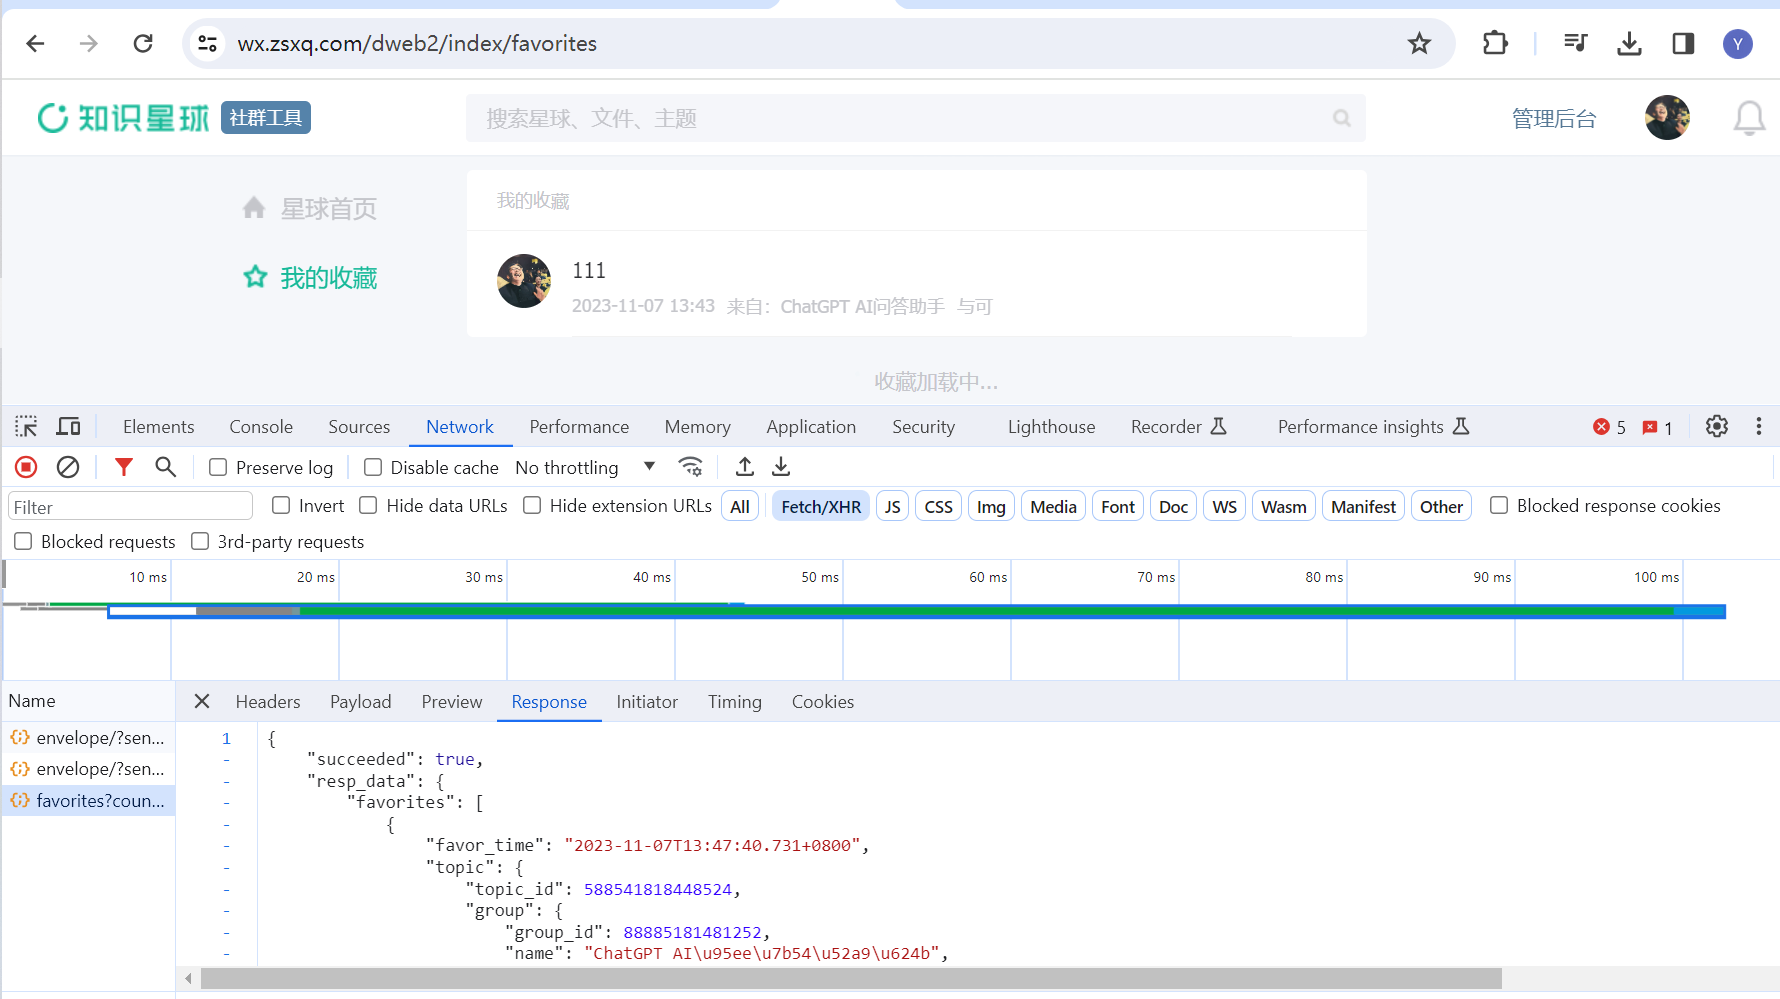 wx.zsxq.com/dweb2/index/favorites
Y
知识星球 社群工具
搜索星球、文件、主题
管理后台
星球首页
我的收藏
我的收藏
111
2023-11-07 13:43 来自：ChatGPT AI问答助手 与可
收藏加载中...
Elements Console Sources Network Performance Memory Application Security Lighthouse Recorder Performance insights 5 1
Preserve log Disable cache No throttling
Filter Invert Hide data URLs Hide extension URLs All Fetch/XHR JS CSS Img Media Font Doc WS Wasm Manifest Other Blocked response cookies
Blocked requests 3rd-party requests
10 ms 20 ms 30 ms 40 ms 50 ms 60 ms 70 ms 80 ms 90 ms 100 ms
Name Headers Payload Preview Response Initiator Timing Cookies
envelope/?sen...
envelope/?sen...
favorites?coun...
1 {
- "succeeded": true,
- "resp_data": {
- "favorites": [
- {
- "favor_time": "2023-11-07T13:47:40.731+0800",
- "topic": {
- "topic_id": 588541818448524,
- "group": {
- "group_id": 88885181481252,
- "name": "ChatGPT AI\u95ee\u7b54\u52a9\u624b",